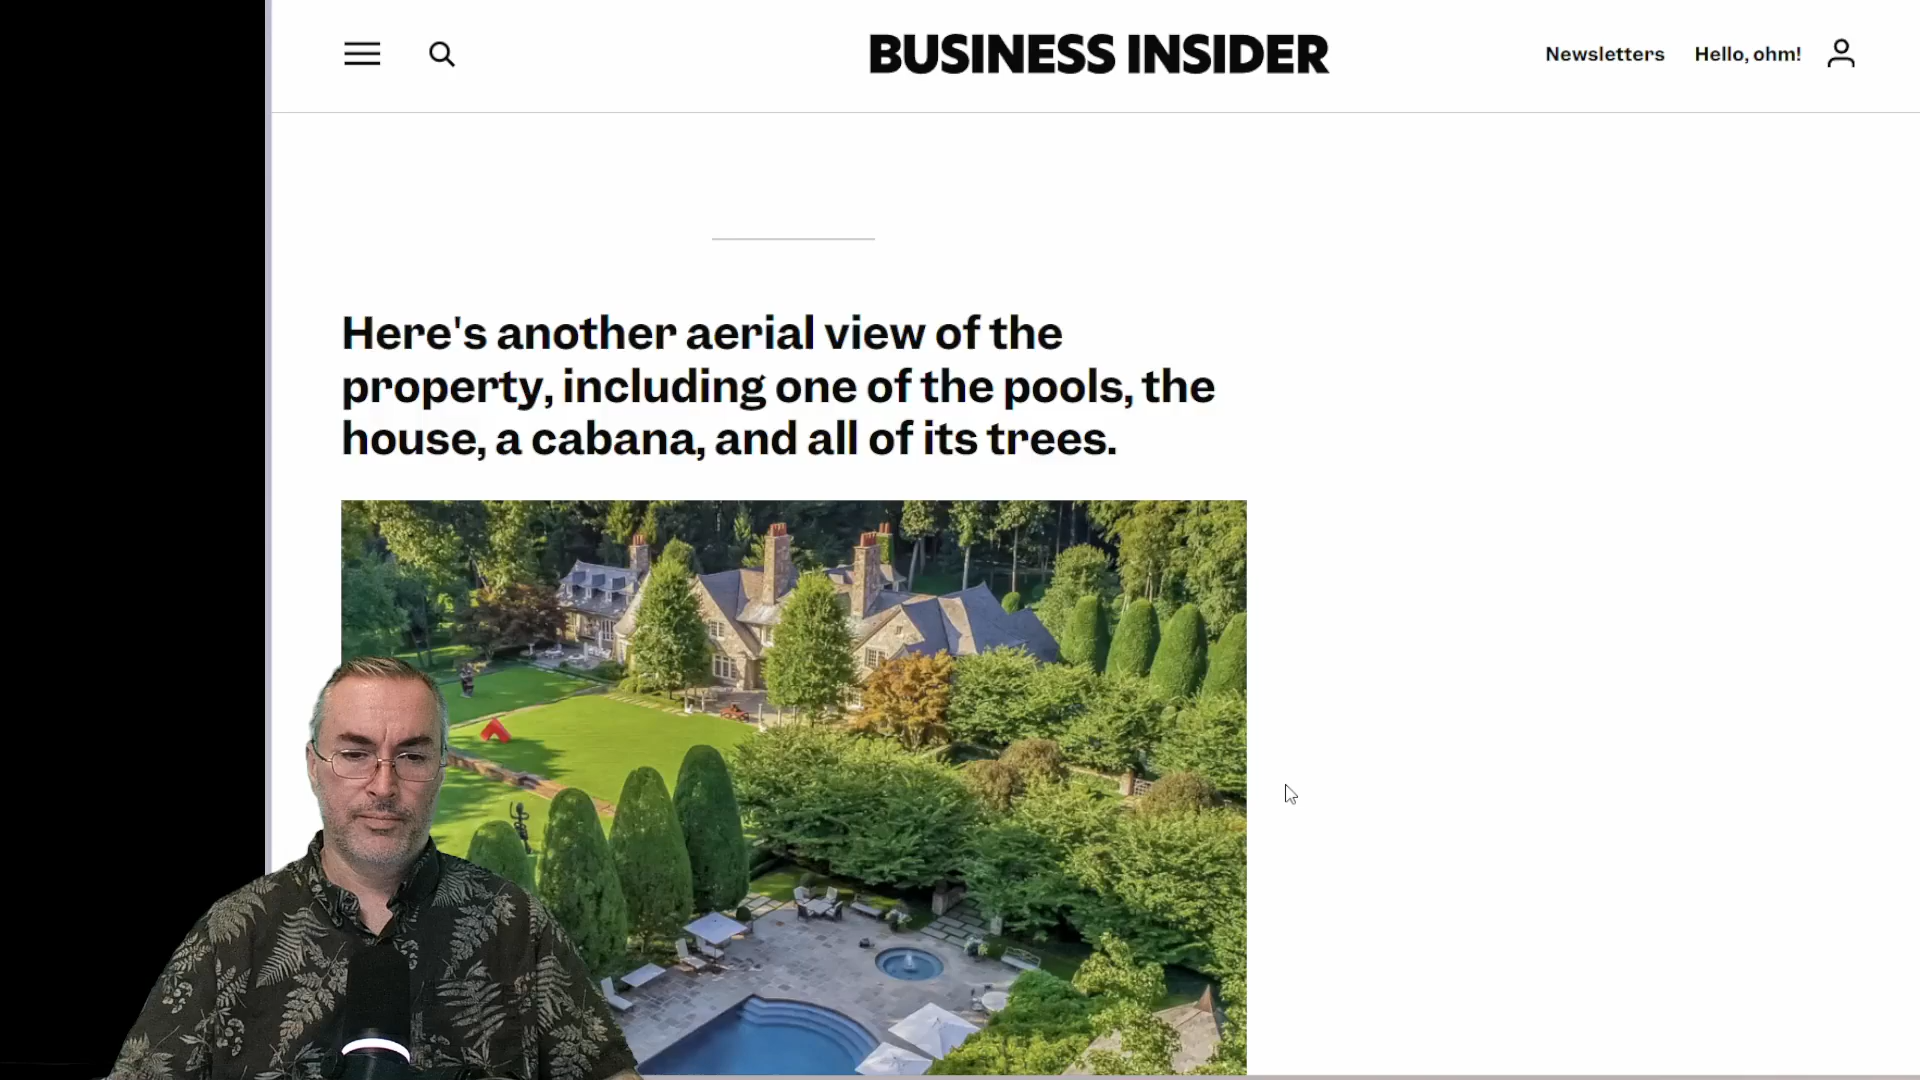 BUSINESS INSIDER
Newsletters
Hello, ohm!
Here's another aerial view of the
property, including one of the pools, the
house, a cabana, and all of its trees.